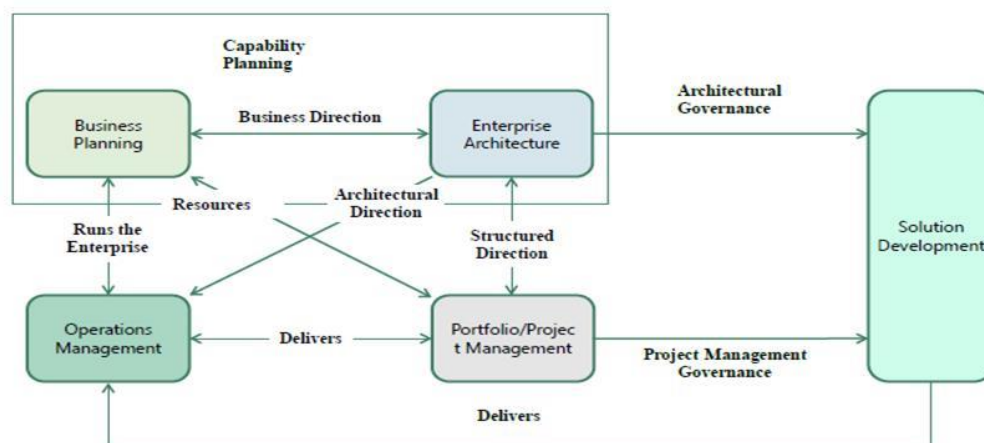 Capability
Planning
Architectural
Governance
Business
Planning
Business Direction
Enterprise
Architecture
Resources
Architectural
Direction
Runs the
Enterprise
Structured
Direction
Solution
Development
Operations
Management
Delivers
Portfolio/Projec
t Management
Project Management
Governance
Delivers